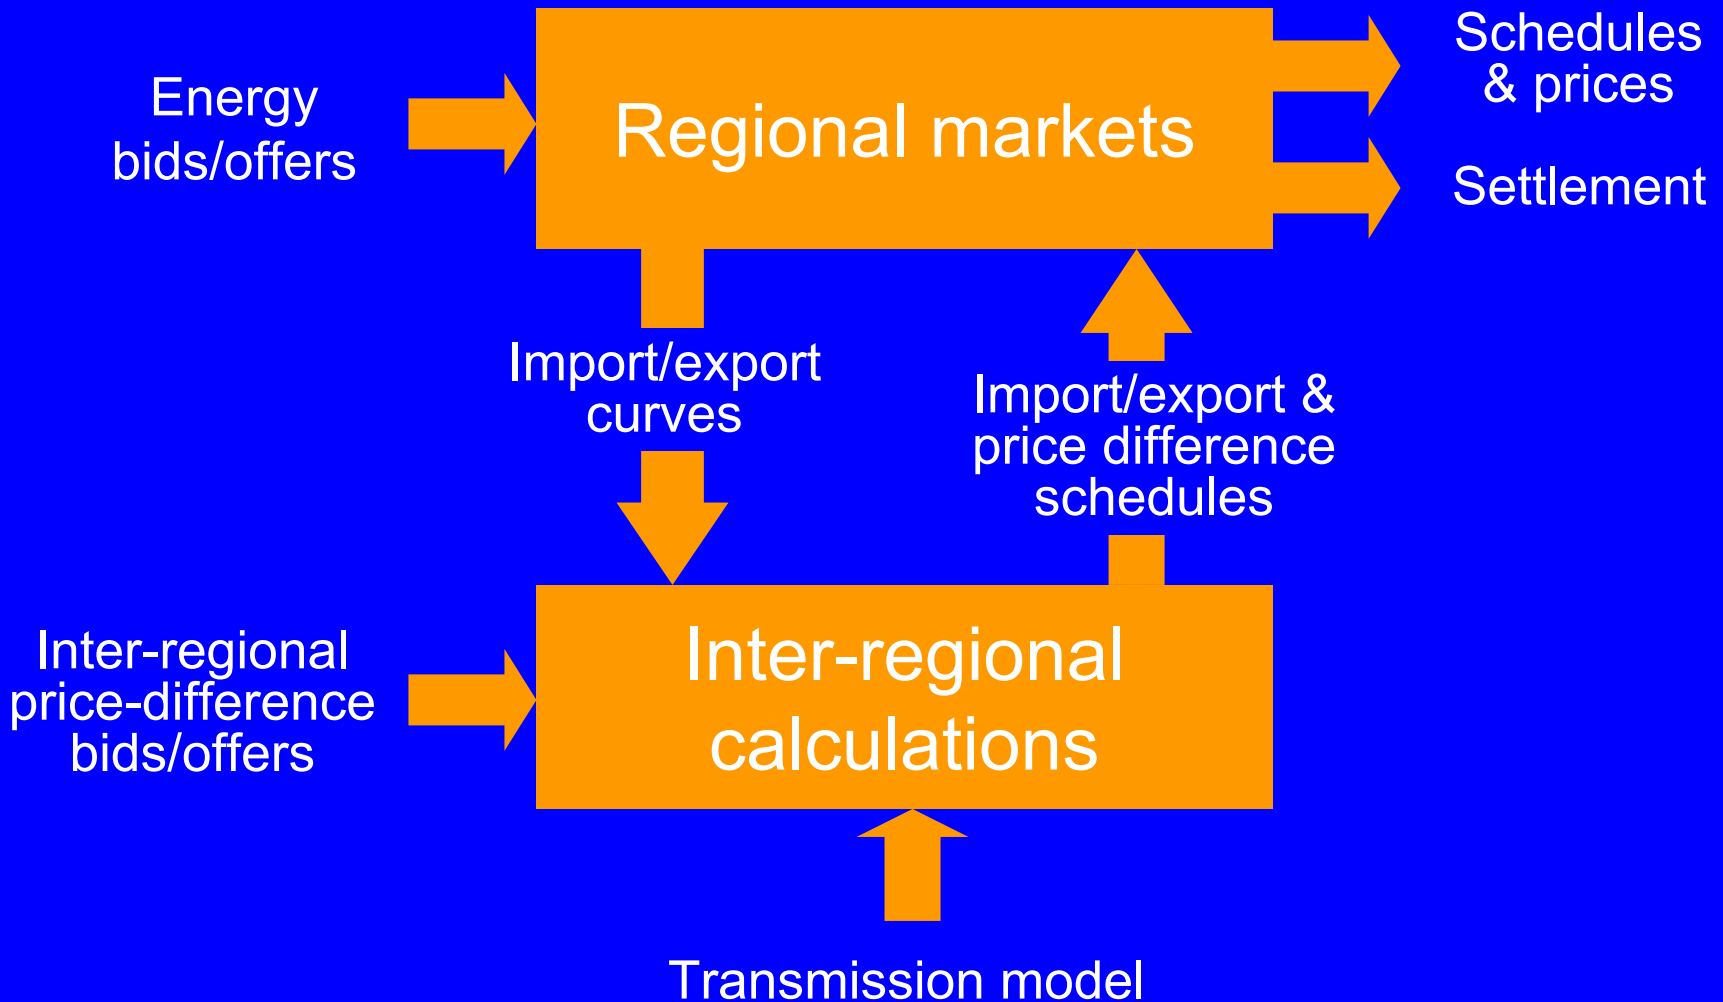 Energy
bids/offers
Regional markets
Schedules
& prices
Settlement
Import/export
curves
Import/export &
price difference
schedules
Inter-regional
price-difference
bids/offers
Inter-regional
calculations
Transmission model